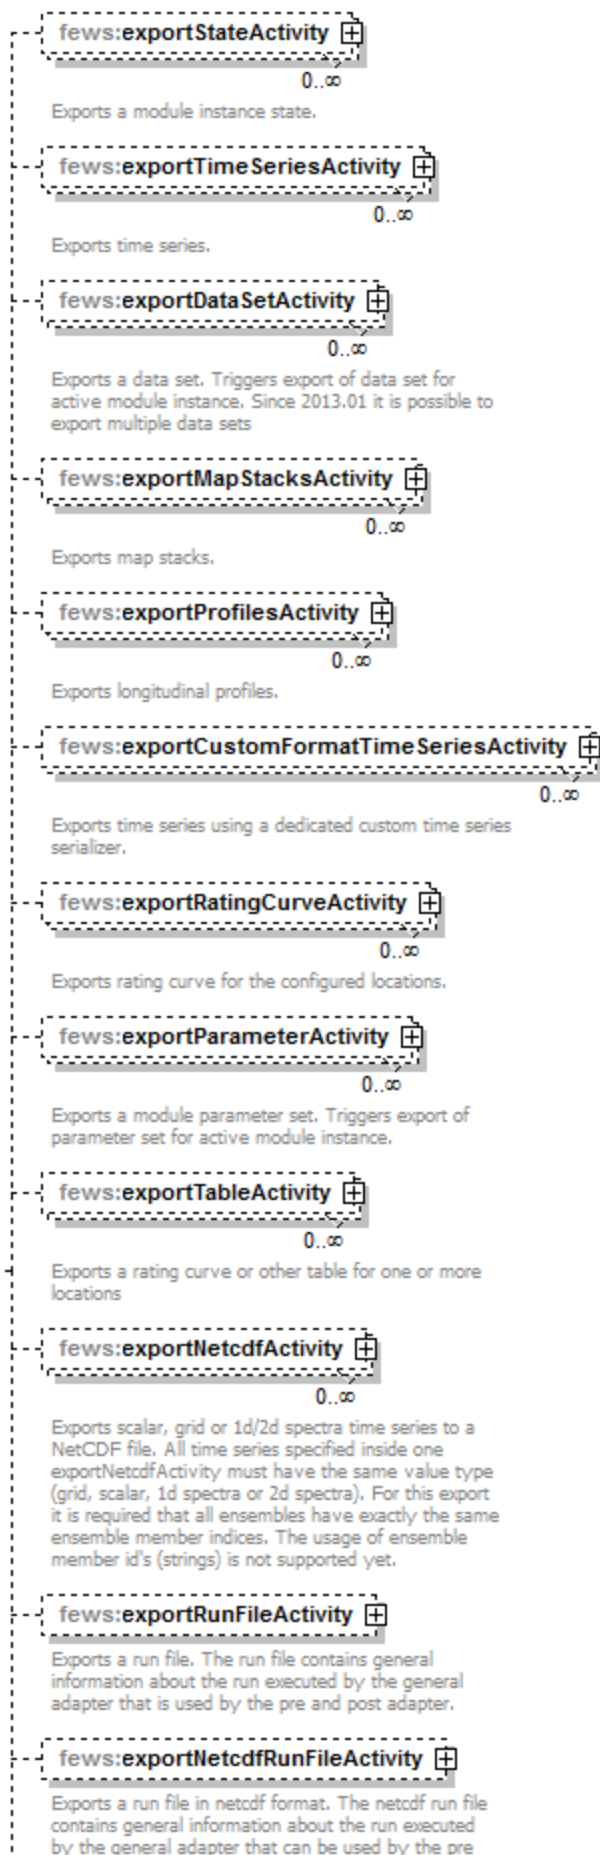 fews:exportStateActivity
0..∞
Exports a module instance state.
fews:exportTimeSeriesActivity
0..∞
Exports time series.
fews:exportDataSetActivity
0..∞
Exports a data set. Triggers export of data set for
active module instance. Since 2013.01 it is possible to
export multiple data sets
fews:exportMapStacksActivity
0..∞
Exports map stacks.
fews:exportProfilesActivity
0..∞
Exports longitudinal profiles.
fews:exportCustomFormatTimeSeriesActivity
0..∞
Exports time series using a dedicated custom time series
serializer.
fews:exportRatingCurveActivity
0..∞
Exports rating curve for the configured locations.
fews:exportParameterActivity
0..∞
Exports a module parameter set. Triggers export of
parameter set for active module instance.
fews:exportTableActivity
0..∞
Exports a rating curve or other table for one or more
locations
fews:exportNetcdfActivity
0..∞
Exports scalar, grid or 1d/2d spectra time series to a
NetCDF file. All time series specified inside one
exportNetcdfActivity must have the same value type
(grid, scalar, 1d spectra or 2d spectra). For this export
it is required that all ensembles have exactly the same
ensemble member indices. The usage of ensemble
member id's (strings) is not supported yet.
fews:exportRunFileActivity
Exports a run file. The run file contains general
information about the run executed by the general
adapter that is used by the pre and post adapter.
fews:exportNetcdfRunFileActivity
Exports a run file in netcdf format. The netcdf run file
contains general information about the run executed
by the general adapter that can be used by the pre